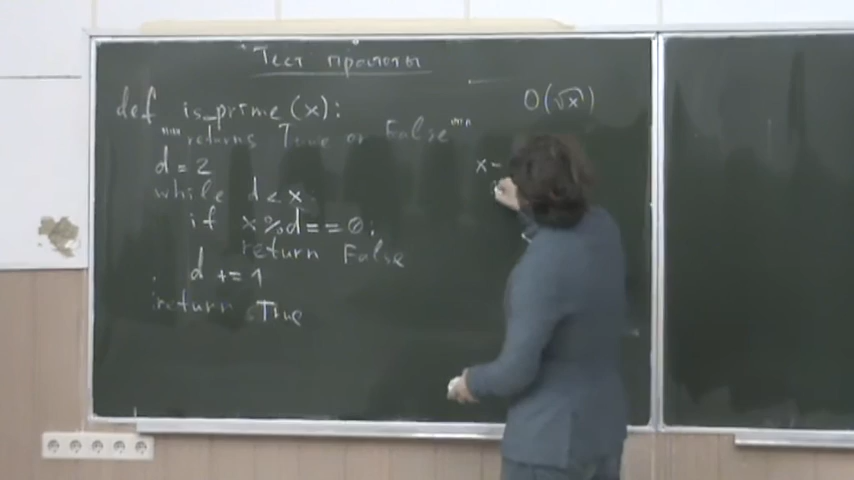 Тест простоты
def is_prime(x):
""" returns True or False """
d = 2
while d < x:
if x % d == 0:
return False
d += 1
return True
O(√x)
x -